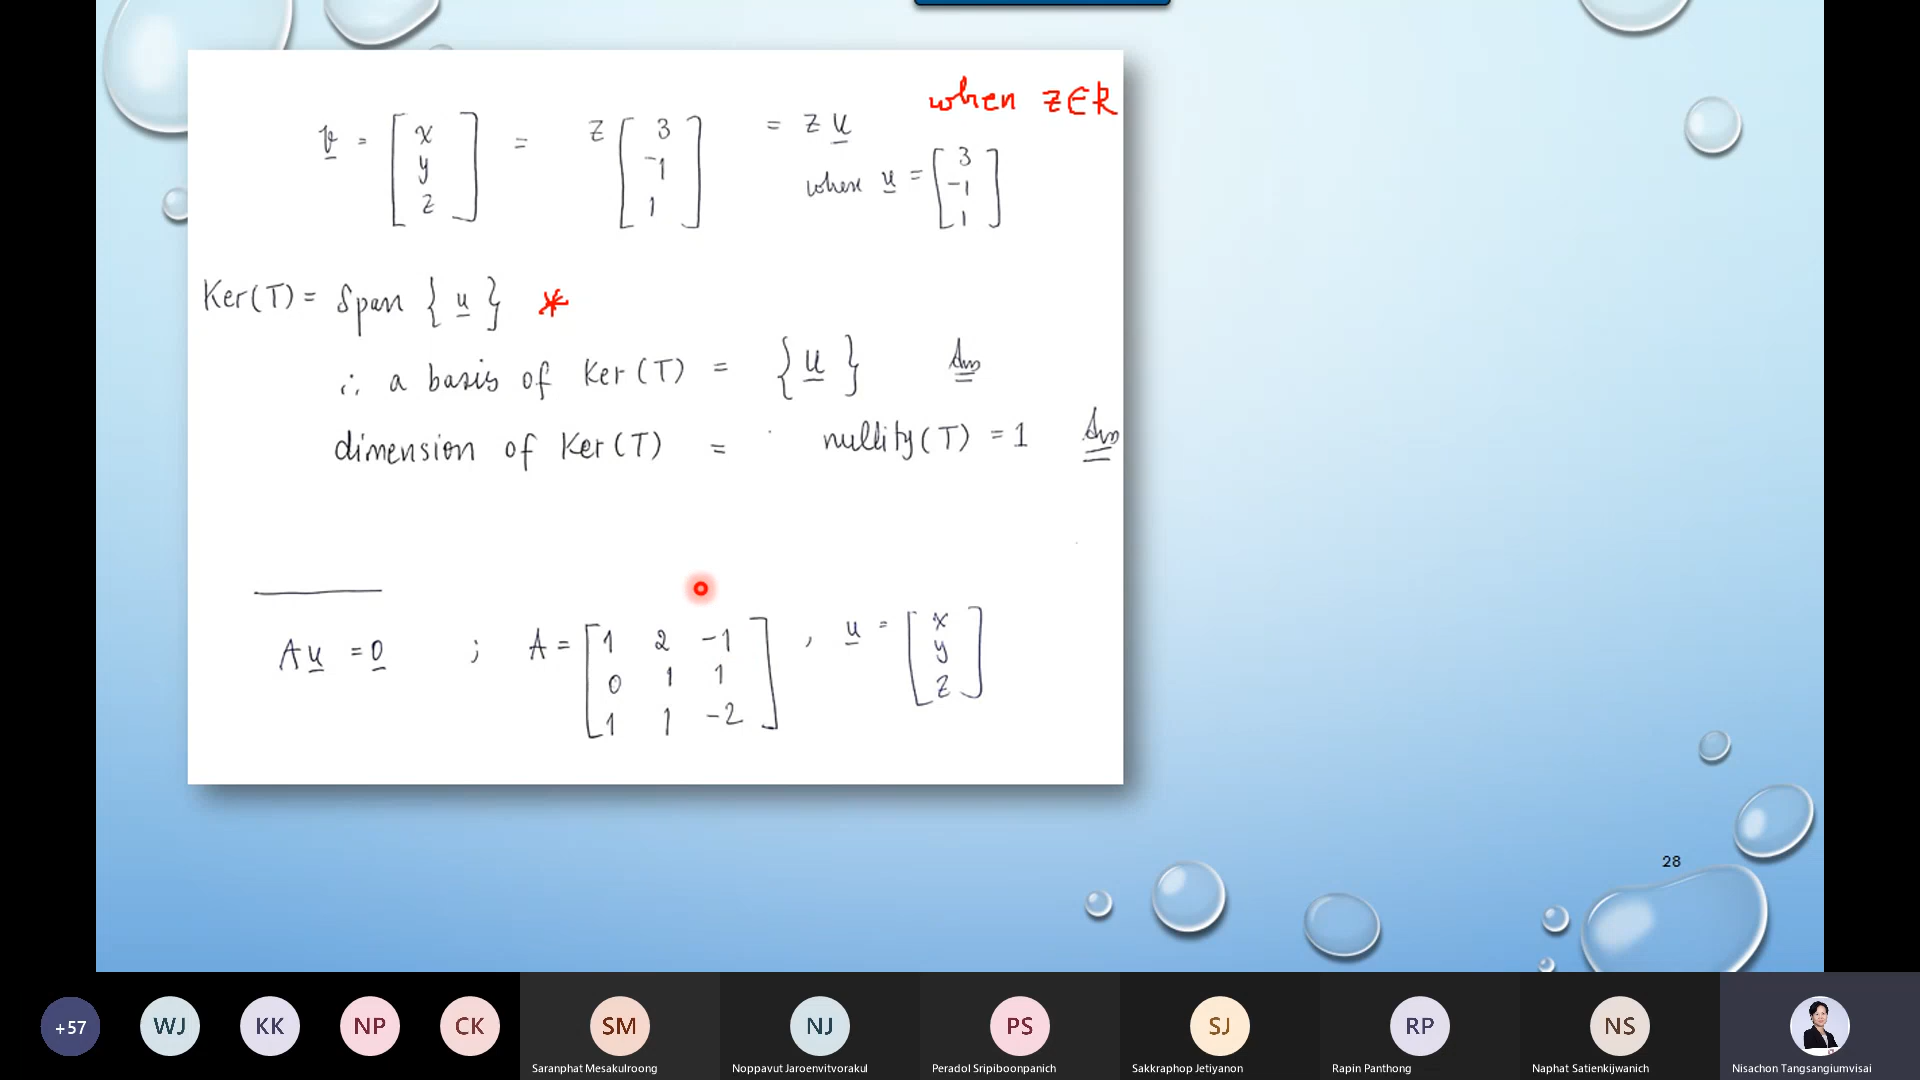 when z∈R
v = [x y z] = z [3 -1 1] = z u
where u = [3 -1 1]
Ker(T) = Span { u } *
∴ a basis of Ker(T) = { u } Ans
dimension of Ker(T) = nullity(T) = 1 Ans
A u = 0 ; A = [1 2 -1 0 1 1 1 1 -2] , u = [x y z]
28
+57 WJ KK NP CK SM NJ PS SJ RP NS
Saranphat Mesakulroong Noppavut Jaroenvitvorakul Peradol Sripiboonpanich Sakkraphop Jetiyanon Rapin Panthong Naphat Satienkijwanich Nisachon Tangsangiumvisai